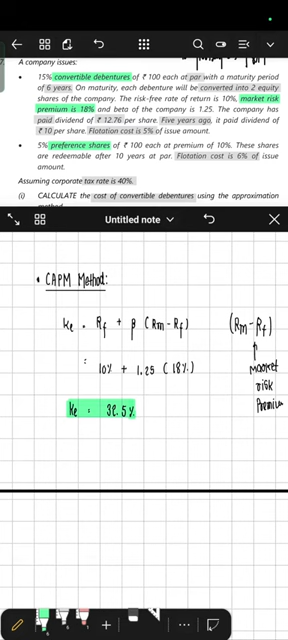 A company issues:
• 15% convertible debentures of ₹ 100 each at par with a maturity period
of 6 years. On maturity, each debenture will be converted into 2 equity
shares of the company. The risk-free rate of return is 10%, market risk
premium is 18% and beta of the company is 1.25. The company has
paid dividend of ₹ 12.76 per share. Five years ago, it paid dividend of
₹ 10 per share. Flotation cost is 5% of issue amount.
• 5% preference shares of ₹ 100 each at premium of 10%. These shares
are redeemable after 10 years at par. Flotation cost is 6% of issue
amount.
Assuming corporate tax rate is 40%.
(i) CALCULATE the cost of convertible debentures using the approximation
Untitled note
• CAPM Method:
Ke = Rf + β (Rm - Rf)
(Rm - Rf)
↑
Market
Risk
Premium
= 10% + 1.25 (18%)
Ke = 32.5%